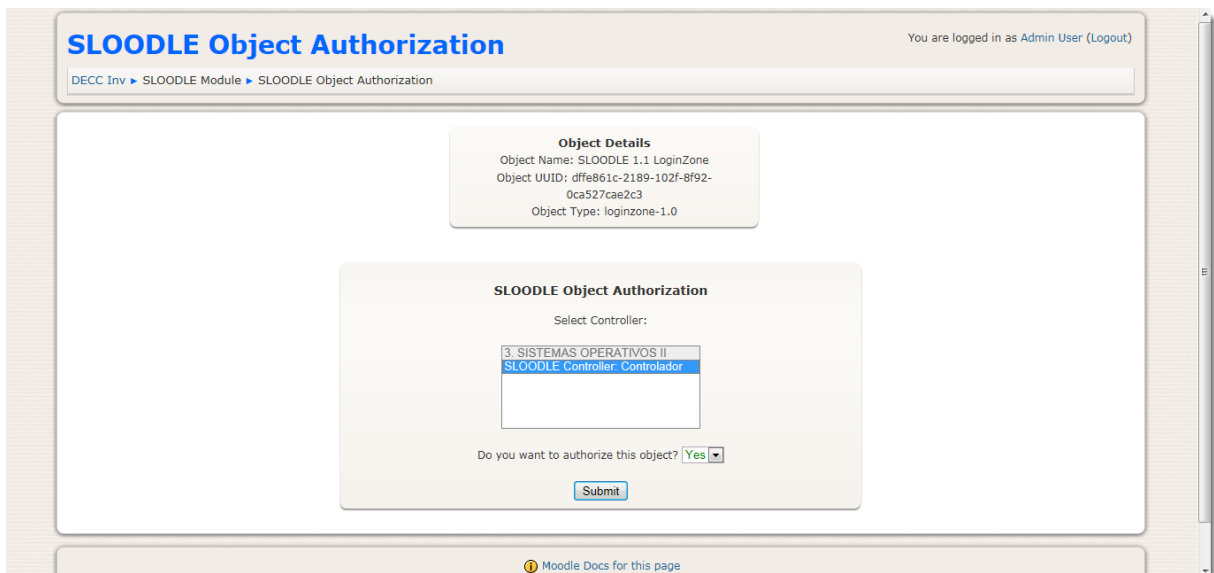 SLOODLE Object Authorization
You are logged in as Admin User (Logout)
DECC Inv ► SLOODLE Module ► SLOODLE Object Authorization
Object Details
Object Name: SLOODLE 1.1 LoginZone
Object UUID: dffe861c-2189-102f-8f92-
0ca527cae2c3
Object Type: loginzone-1.0
SLOODLE Object Authorization
Select Controller:
3. SISTEMAS OPERATIVOS II
SLOODLE Controller: Controlador
Do you want to authorize this object? Yes
Submit
Moodle Docs for this page